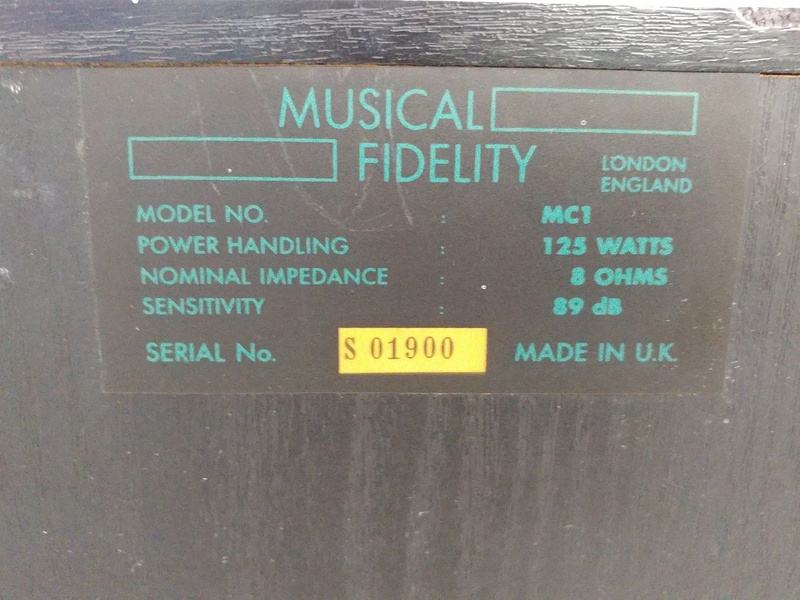 MUSICAL
FIDELITY
LONDON
ENGLAND
MODEL NO. : MC1
POWER HANDLING : 125 WATTS
NOMINAL IMPEDANCE : 8 OHMS
SENSITIVITY : 89 dB
SERIAL No. S 01900 MADE IN U.K.